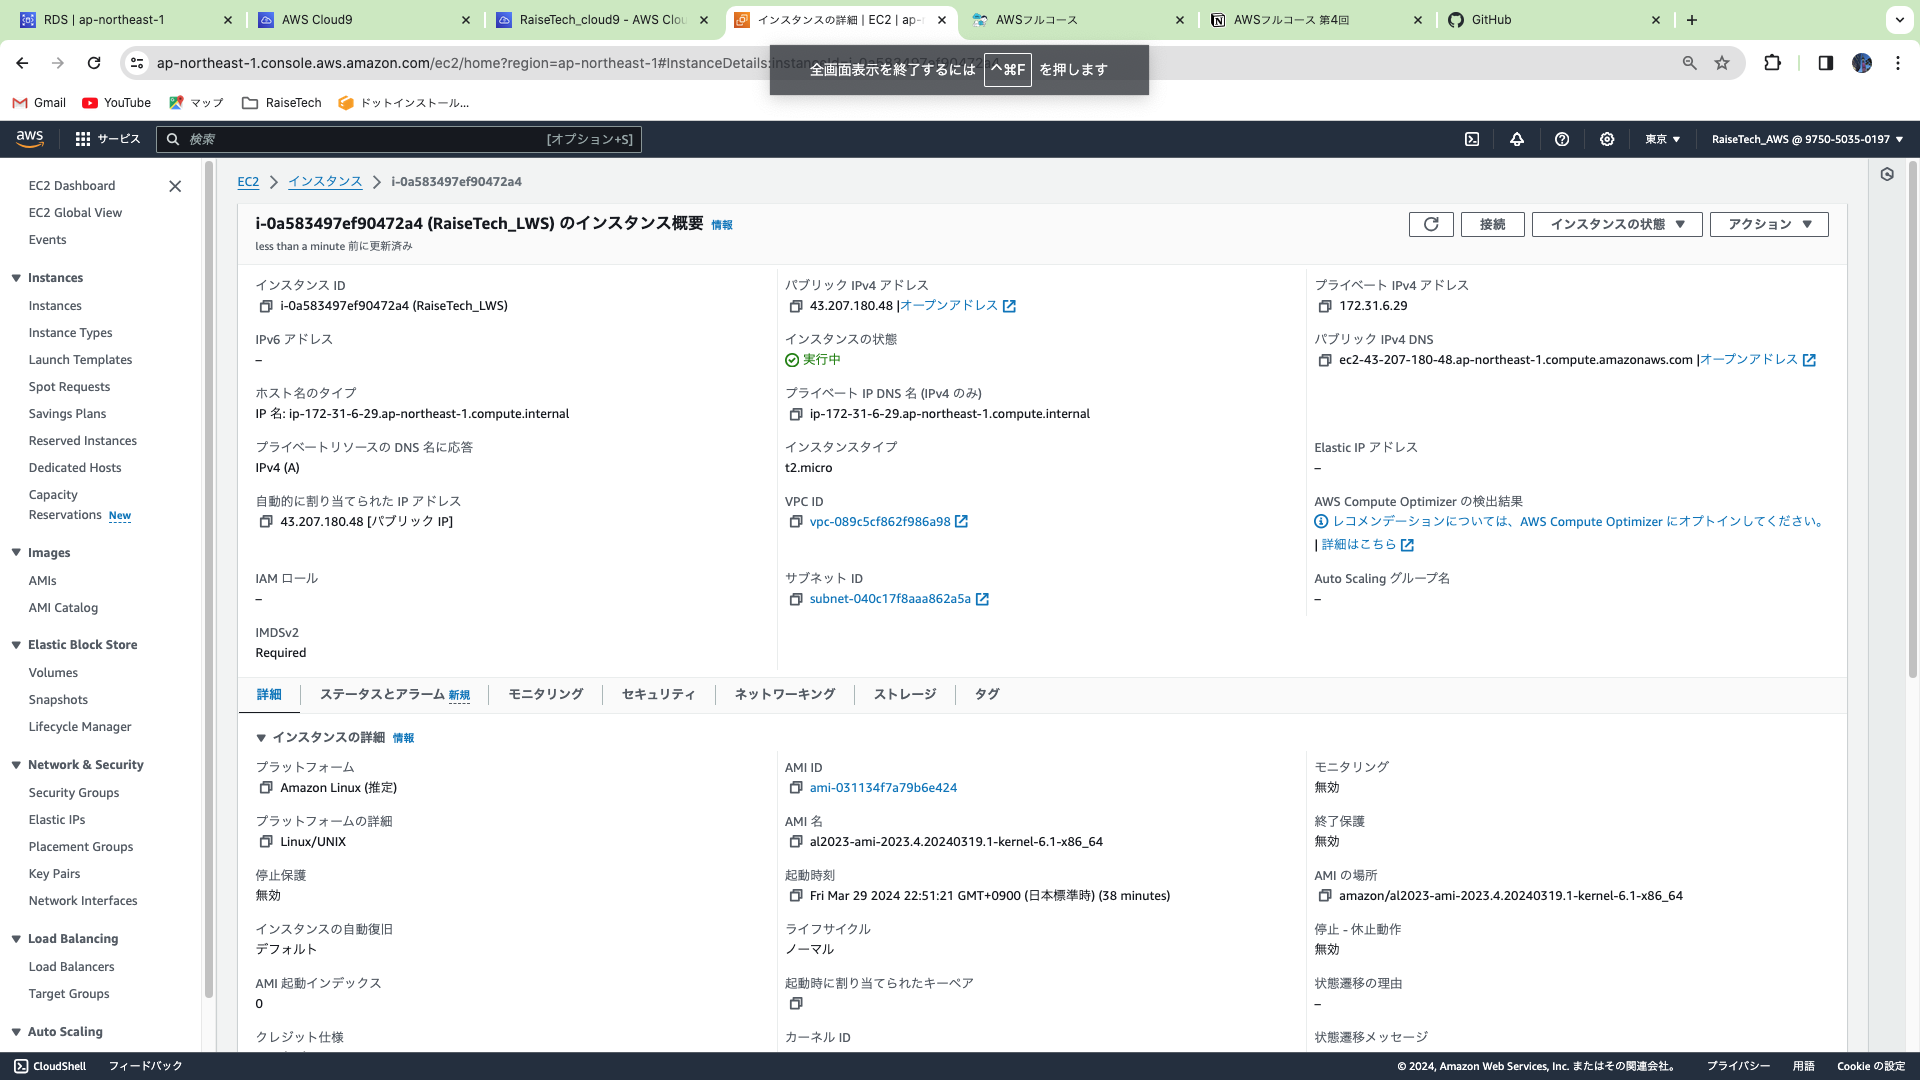 RDS | ap-northeast-1
AWS Cloud9
RaiseTech_cloud9 - AWS Clou
インスタンスの詳細 | EC2 | ap-
AWSフルコース
AWSフルコース 第4回
GitHub
ap-northeast-1.console.aws.amazon.com/ec2/home?region=ap-northeast-1#InstanceDetails:
全画面表示を終了するには ^⌘F を押します
Gmail
YouTube
マップ
RaiseTech
ドットインストール...
aws
サービス
検索
[オプション+S]
東京
RaiseTech_AWS @ 9750-5035-0197
EC2 Dashboard
EC2 Global View
Events
Instances
Instances
Instance Types
Launch Templates
Spot Requests
Savings Plans
Reserved Instances
Dedicated Hosts
Capacity
Reservations New
Images
AMIs
AMI Catalog
Elastic Block Store
Volumes
Snapshots
Lifecycle Manager
Network & Security
Security Groups
Elastic IPs
Placement Groups
Key Pairs
Network Interfaces
Load Balancing
Load Balancers
Target Groups
Auto Scaling
EC2 > インスタンス > i-0a583497ef90472a4
i-0a583497ef90472a4 (RaiseTech_LWS) のインスタンス概要 情報
less than a minute 前に更新済み
接続
インスタンスの状態
アクション
インスタンス ID
i-0a583497ef90472a4 (RaiseTech_LWS)
パブリック IPv4 アドレス
43.207.180.48 |オープンアドレス
プライベート IPv4 アドレス
172.31.6.29
IPv6 アドレス
–
インスタンスの状態
実行中
パブリック IPv4 DNS
ec2-43-207-180-48.ap-northeast-1.compute.amazonaws.com |オープンアドレス
ホスト名のタイプ
IP 名: ip-172-31-6-29.ap-northeast-1.compute.internal
プライベート IP DNS 名 (IPv4 のみ)
ip-172-31-6-29.ap-northeast-1.compute.internal
プライベートリソースの DNS 名に応答
IPv4 (A)
インスタンスタイプ
t2.micro
Elastic IP アドレス
–
自動的に割り当てられた IP アドレス
43.207.180.48 [パブリック IP]
VPC ID
vpc-089c5cf862f986a98
AWS Compute Optimizer の検出結果
レコメンデーションについては、AWS Compute Optimizer にオプトインしてください。
| 詳細はこちら
IAM ロール
–
サブネット ID
subnet-040c17f8aaa862a5a
Auto Scaling グループ名
–
IMDSv2
Required
詳細
ステータスとアラーム 新規
モニタリング
セキュリティ
ネットワーキング
ストレージ
タグ
インスタンスの詳細 情報
プラットフォーム
Amazon Linux (推定)
AMI ID
ami-031134f7a79b6e424
モニタリング
無効
プラットフォームの詳細
Linux/UNIX
AMI 名
al2023-ami-2023.4.20240319.1-kernel-6.1-x86_64
終了保護
無効
停止保護
無効
起動時刻
Fri Mar 29 2024 22:51:21 GMT+0900 (日本標準時) (38 minutes)
AMI の場所
amazon/al2023-ami-2023.4.20240319.1-kernel-6.1-x86_64
インスタンスの自動復旧
デフォルト
ライフサイクル
ノーマル
停止 - 休止動作
無効
AMI 起動インデックス
0
起動時に割り当てられたキーペア
状態遷移の理由
–
クレジット仕様
カーネル ID
状態遷移メッセージ
CloudShell
フィードバック
© 2024, Amazon Web Services, Inc. またはその関連会社。
プライバシー
用語
Cookie の設定